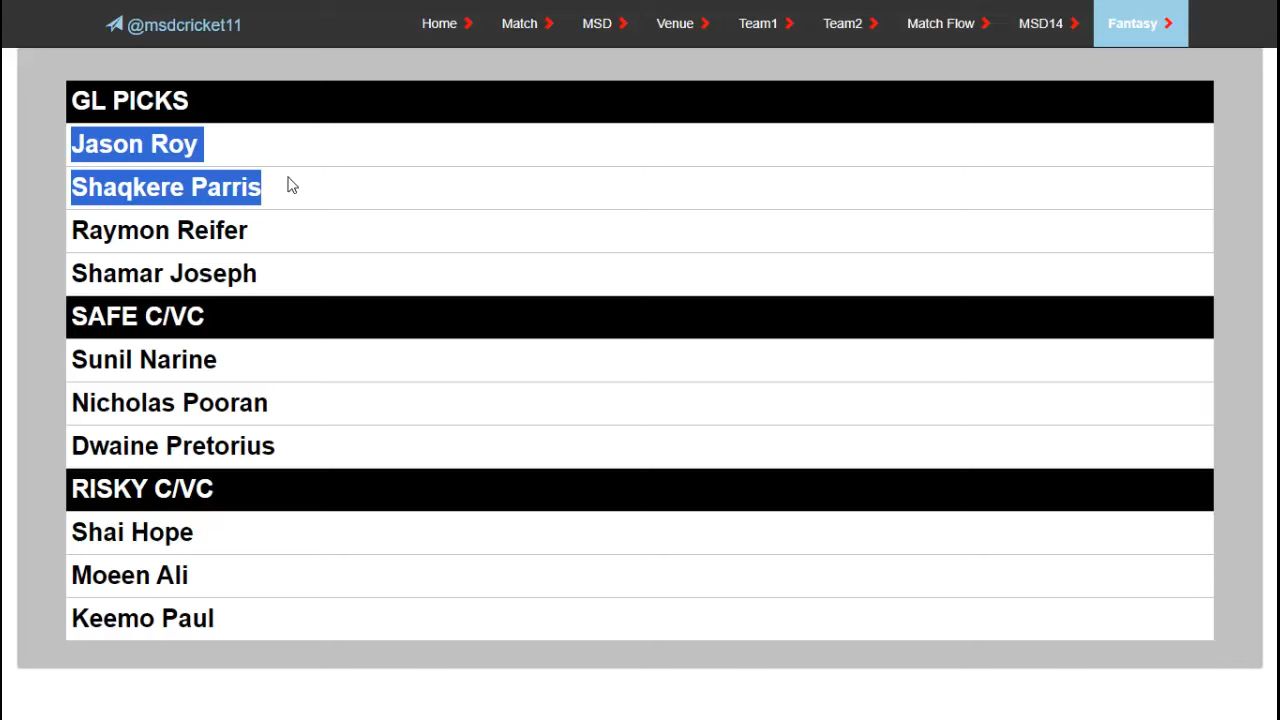 @msdcricket11 Home Match MSD Venue Team1 Team2 Match Flow MSD14 Fantasy
GL PICKS
Jason Roy
Shaqkere Parris
Raymon Reifer
Shamar Joseph
SAFE C/VC
Sunil Narine
Nicholas Pooran
Dwaine Pretorius
RISKY C/VC
Shai Hope
Moeen Ali
Keemo Paul